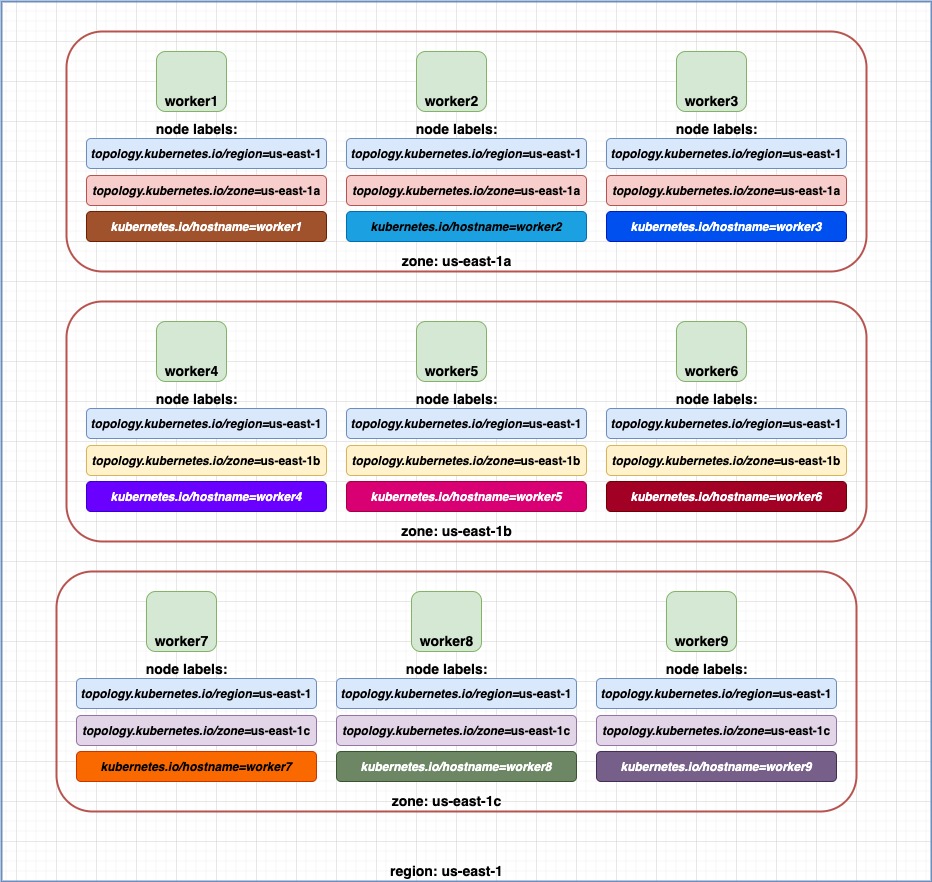 worker1 worker2 worker3
node labels: node labels: node labels:
topology.kubernetes.io/region=us-east-1 topology.kubernetes.io/region=us-east-1 topology.kubernetes.io/region=us-east-1
topology.kubernetes.io/zone=us-east-1a topology.kubernetes.io/zone=us-east-1a topology.kubernetes.io/zone=us-east-1a
kubernetes.io/hostname=worker1 kubernetes.io/hostname=worker2 kubernetes.io/hostname=worker3
zone: us-east-1a
worker4 worker5 worker6
node labels: node labels: node labels:
topology.kubernetes.io/region=us-east-1 topology.kubernetes.io/region=us-east-1 topology.kubernetes.io/region=us-east-1
topology.kubernetes.io/zone=us-east-1b topology.kubernetes.io/zone=us-east-1b topology.kubernetes.io/zone=us-east-1b
kubernetes.io/hostname=worker4 kubernetes.io/hostname=worker5 kubernetes.io/hostname=worker6
zone: us-east-1b
worker7 worker8 worker9
node labels: node labels: node labels:
topology.kubernetes.io/region=us-east-1 topology.kubernetes.io/region=us-east-1 topology.kubernetes.io/region=us-east-1
topology.kubernetes.io/zone=us-east-1c topology.kubernetes.io/zone=us-east-1c topology.kubernetes.io/zone=us-east-1c
kubernetes.io/hostname=worker7 kubernetes.io/hostname=worker8 kubernetes.io/hostname=worker9
zone: us-east-1c
region: us-east-1